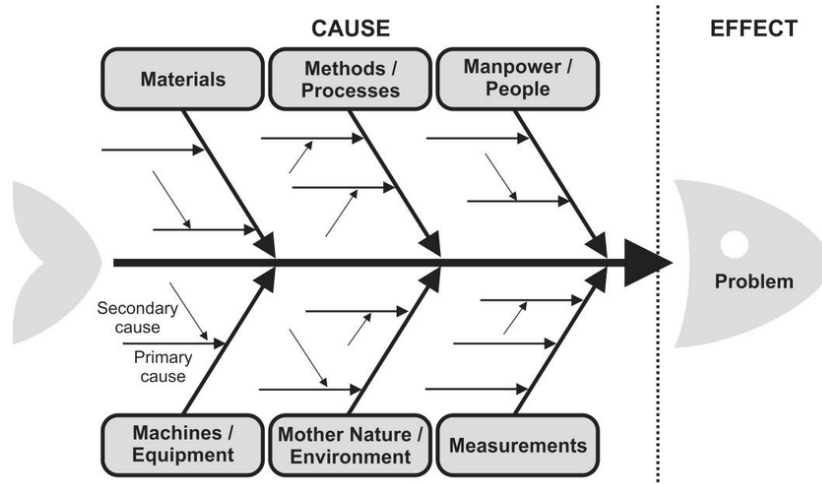 CAUSE
EFFECT
Materials
Methods /
Processes
Manpower /
People
Problem
Secondary
cause
Primary
cause
Machines /
Equipment
Mother Nature /
Environment
Measurements